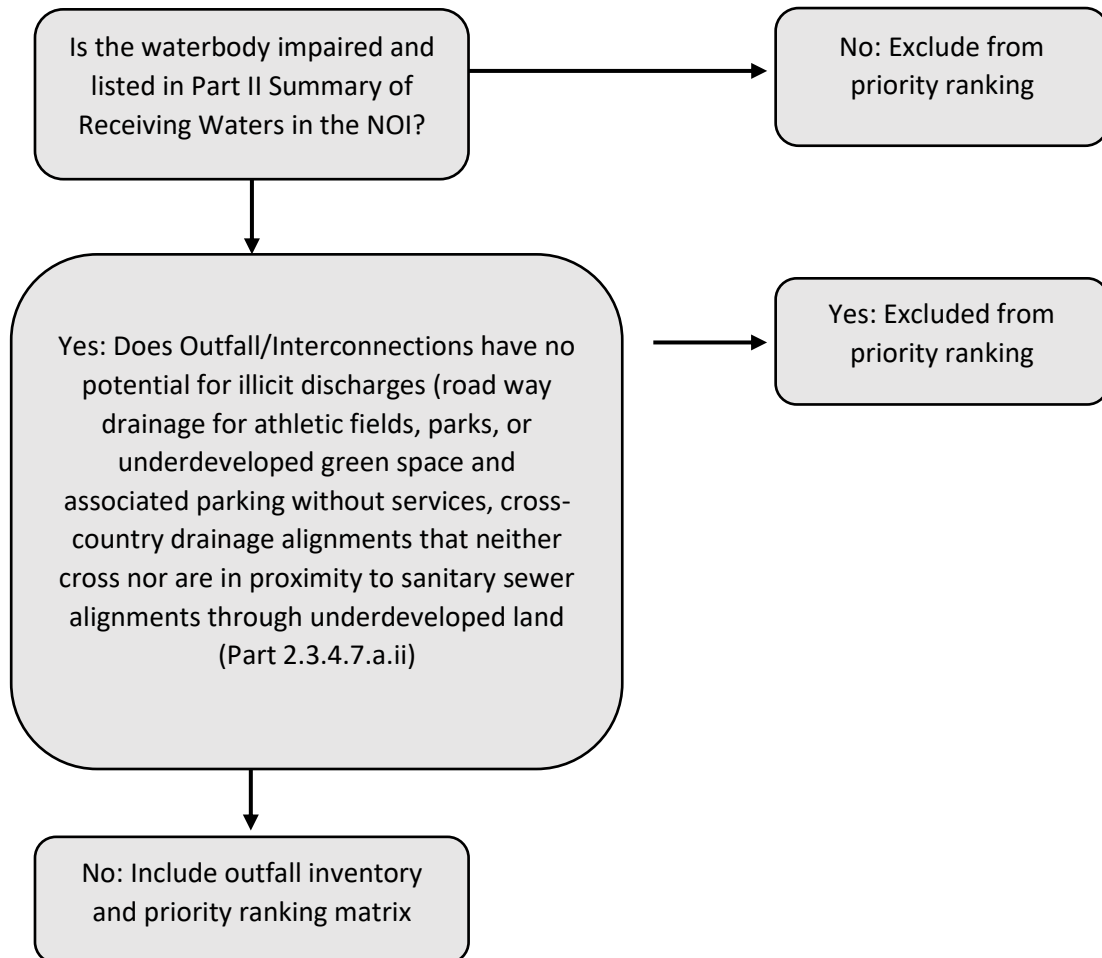 Is the waterbody impaired and
listed in Part II Summary of
Receiving Waters in the NOI?
No: Exclude from
priority ranking
Yes: Does Outfall/Interconnections have no
potential for illicit discharges (road way
drainage for athletic fields, parks, or
underdeveloped green space and
associated parking without services, cross-
country drainage alignments that neither
cross nor are in proximity to sanitary sewer
alignments through underdeveloped land
(Part 2.3.4.7.a.ii)
Yes: Excluded from
priority ranking
No: Include outfall inventory
and priority ranking matrix